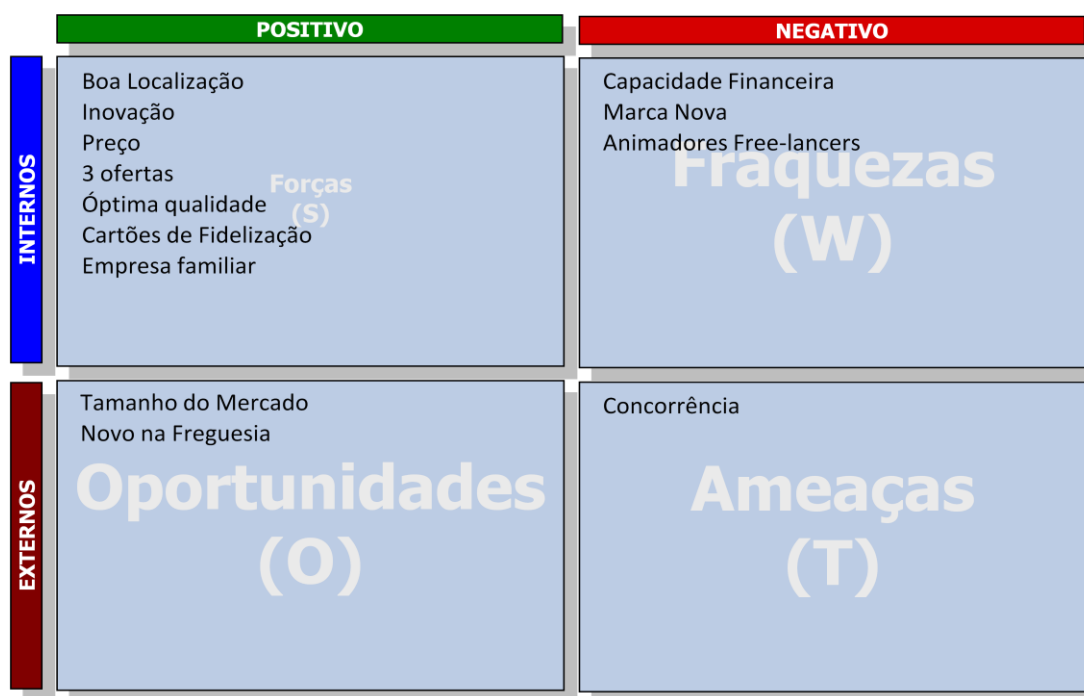 POSITIVO
NEGATIVO
INTERNOS
Boa Localização
Inovação
Preço
3 ofertas
Óptima qualidade
Cartões de Fidelização
Empresa familiar
Forças
(S)
Capacidade Financeira
Marca Nova
Animadores Free-lancers
Fraquezas
(W)
EXTERNOS
Tamanho do Mercado
Novo na Freguesia
Oportunidades
(O)
Concorrência
Ameaças
(T)